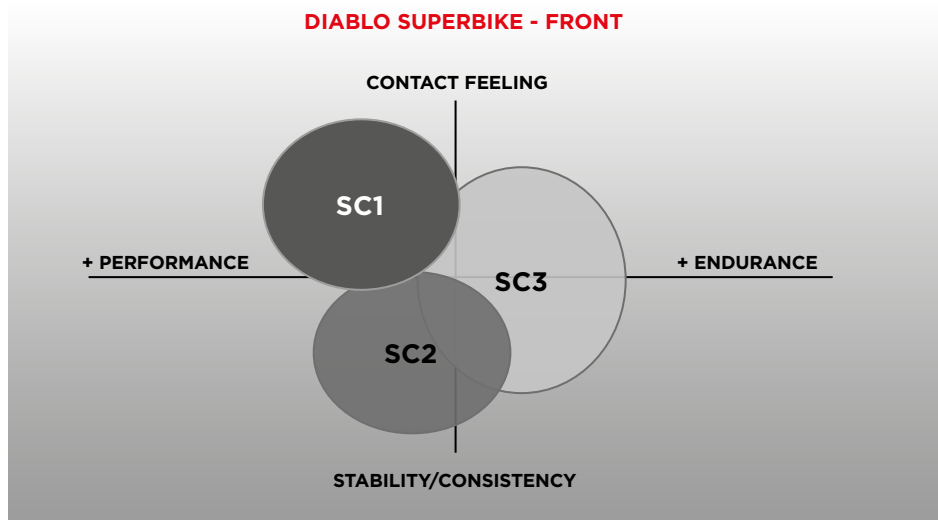 DIABLO SUPERBIKE - FRONT
CONTACT FEELING
SC1
+ PERFORMANCE
+ ENDURANCE
SC3
SC2
STABILITY/CONSISTENCY